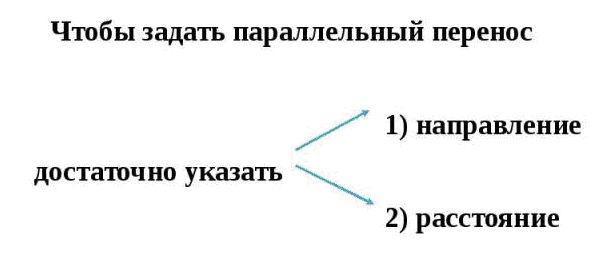 Чтобы задать параллельный перенос
1) направление
достаточно указать
2) расстояние